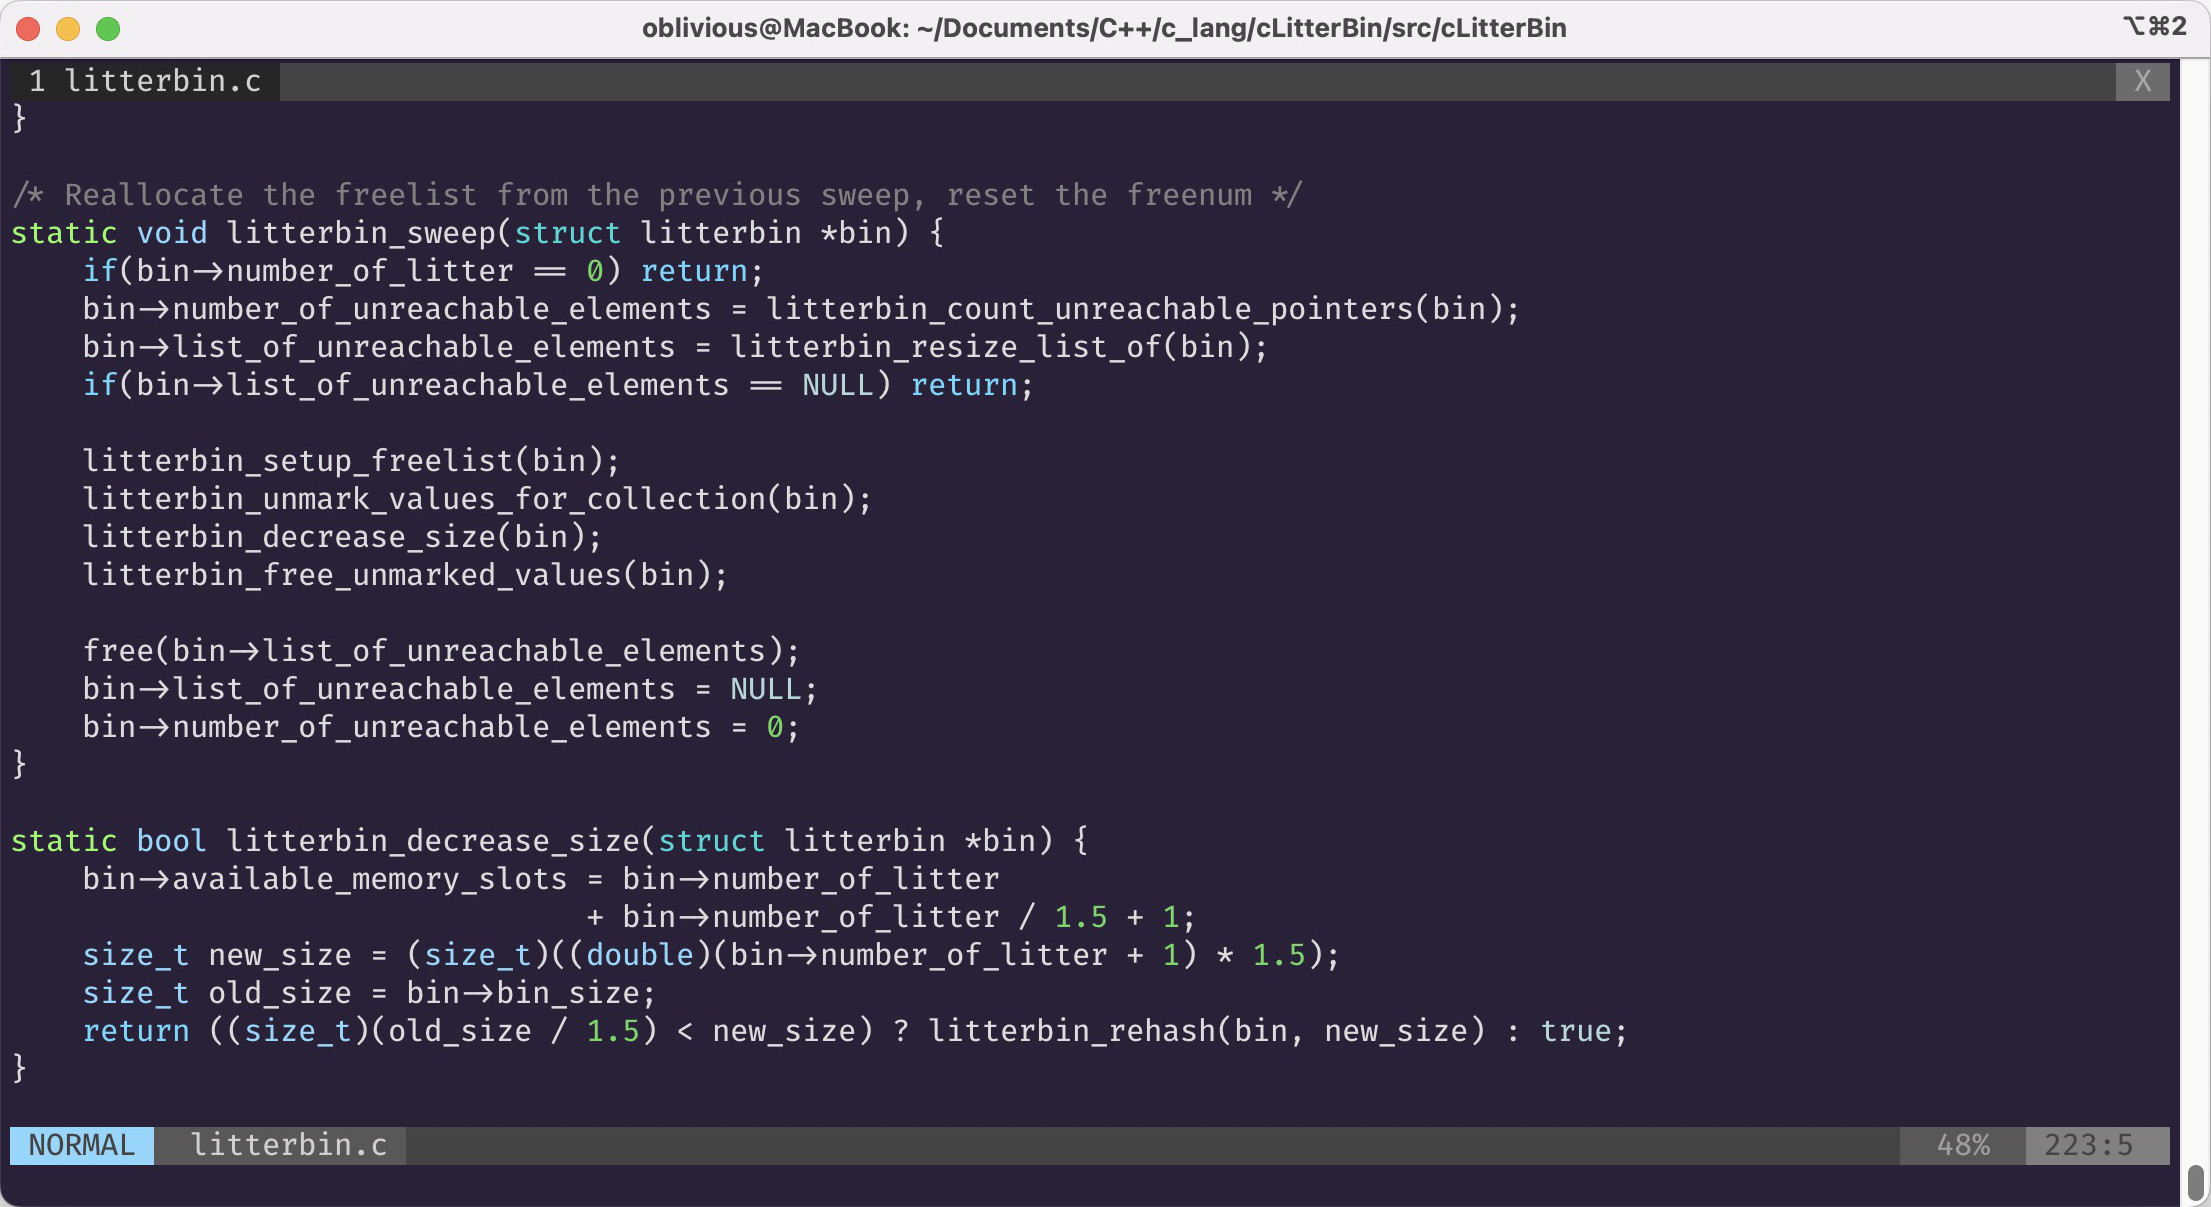 oblivious@MacBook: ~/Documents/C++/c_lang/cLitterBin/src/cLitterBin ⌥⌘2
1 litterbin.c X
}
/* Reallocate the freelist from the previous sweep, reset the freenum */
static void litterbin_sweep(struct litterbin *bin) {
    if(bin->number_of_litter == 0) return;
    bin->number_of_unreachable_elements = litterbin_count_unreachable_pointers(bin);
    bin->list_of_unreachable_elements = litterbin_resize_list_of(bin);
    if(bin->list_of_unreachable_elements == NULL) return;
    litterbin_setup_freelist(bin);
    litterbin_unmark_values_for_collection(bin);
    litterbin_decrease_size(bin);
    litterbin_free_unmarked_values(bin);
    free(bin->list_of_unreachable_elements);
    bin->list_of_unreachable_elements = NULL;
    bin->number_of_unreachable_elements = 0;
}
static bool litterbin_decrease_size(struct litterbin *bin) {
    bin->available_memory_slots = bin->number_of_litter
                                + bin->number_of_litter / 1.5 + 1;
    size_t new_size = (size_t)((double)(bin->number_of_litter + 1) * 1.5);
    size_t old_size = bin->bin_size;
    return ((size_t)(old_size / 1.5) < new_size) ? litterbin_rehash(bin, new_size) : true;
}
NORMAL litterbin.c 48% 223:5